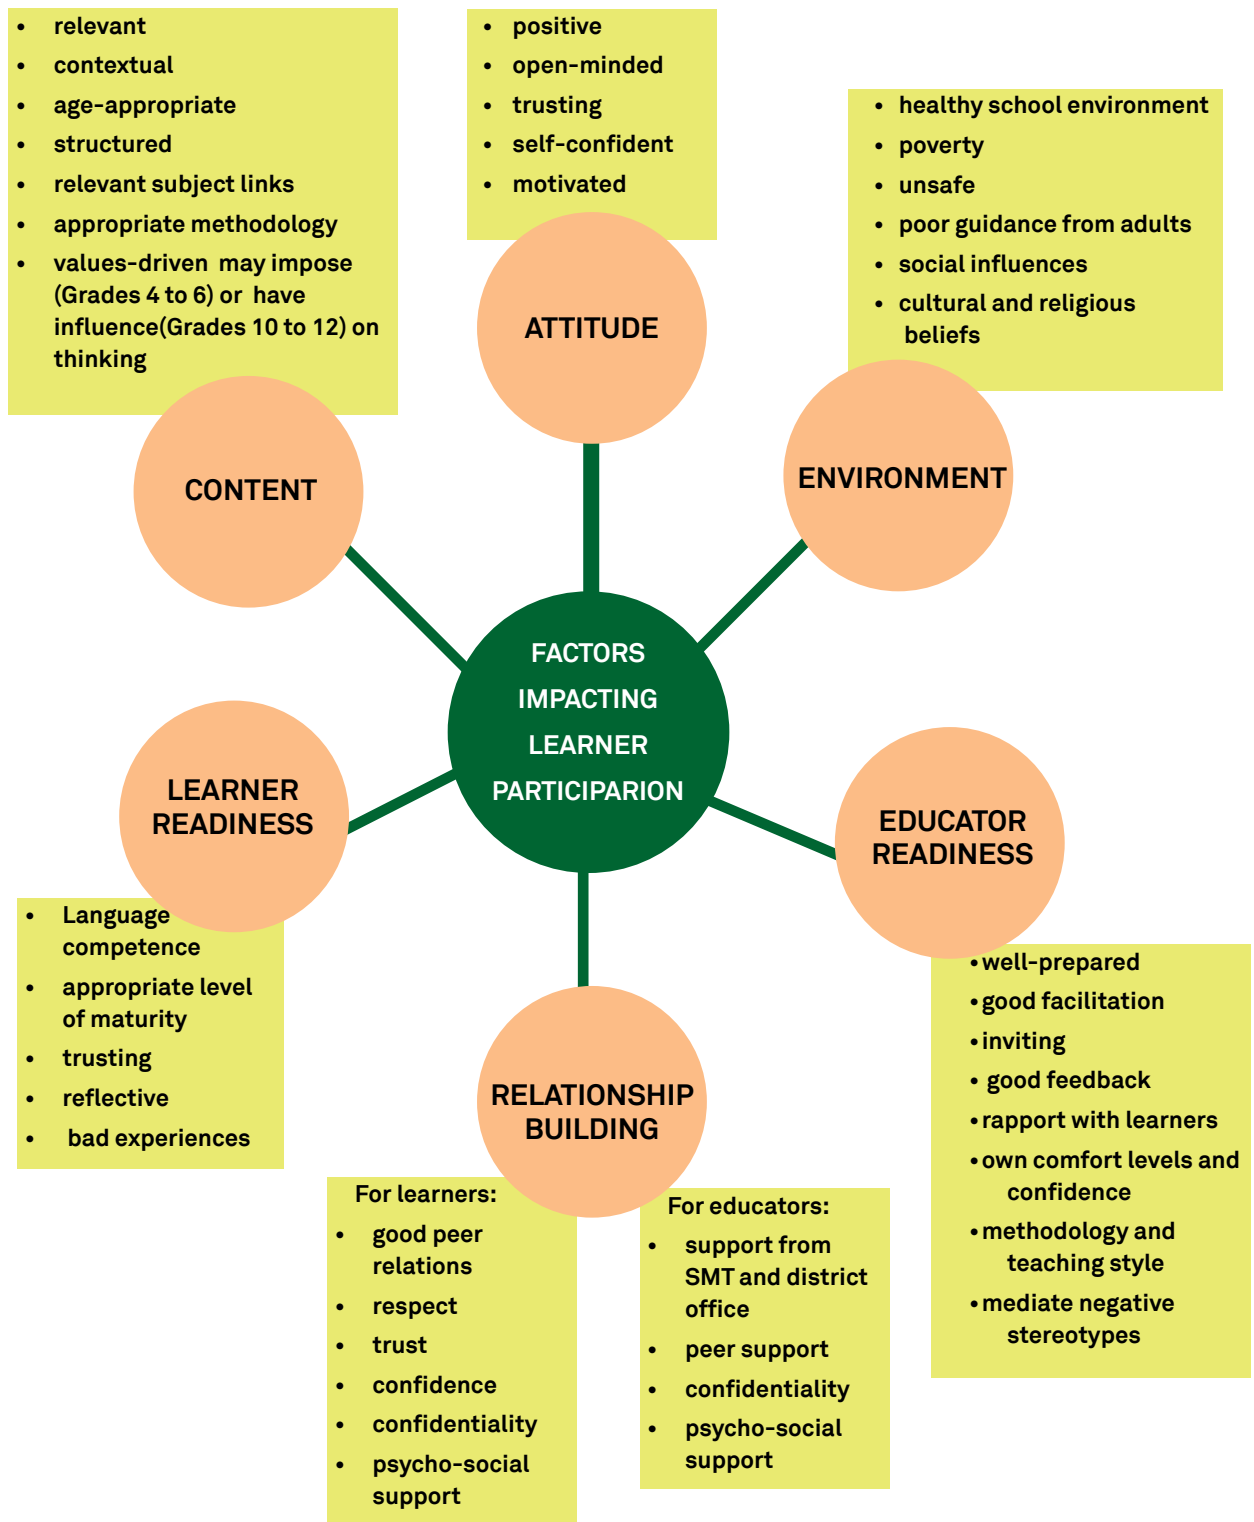 • relevant
• contextual
• age-appropriate
• structured
• relevant subject links
• appropriate methodology
• values-driven may impose
(Grades 4 to 6) or have
influence(Grades 10 to 12) on
thinking
CONTENT
• positive
• open-minded
• trusting
• self-confident
• motivated
ATTITUDE
• healthy school environment
• poverty
• unsafe
• poor guidance from adults
• social influences
• cultural and religious
beliefs
ENVIRONMENT
FACTORS
IMPACTING
LEARNER
PARTICIPARION
LEARNER
READINESS
• Language
competence
• appropriate level
of maturity
• trusting
• reflective
• bad experiences
EDUCATOR
READINESS
• well-prepared
• good facilitation
• inviting
• good feedback
• rapport with learners
• own comfort levels and
confidence
• methodology and
teaching style
• mediate negative
stereotypes
RELATIONSHIP
BUILDING
For learners:
• good peer
relations
• respect
• trust
• confidence
• confidentiality
• psycho-social
support
For educators:
• support from
SMT and district
office
• peer support
• confidentiality
• psycho-social
support